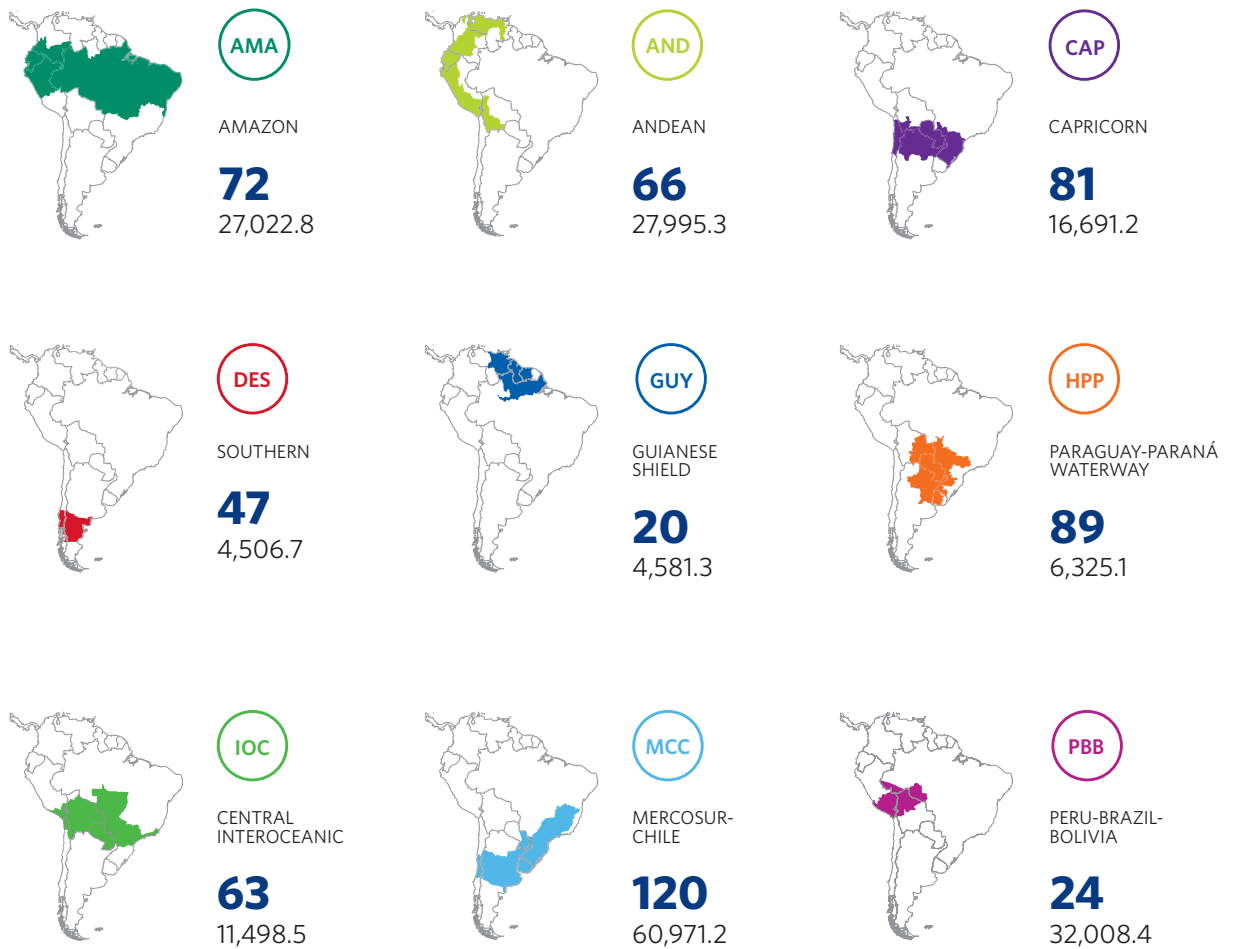 AMA
AMAZON
72
27,022.8
AND
ANDEAN
66
27,995.3
CAP
CAPRICORN
81
16,691.2
DES
SOUTHERN
47
4,506.7
GUY
GUIANESE
SHIELD
20
4,581.3
HPP
PARAGUAY-PARANÁ
WATERWAY
89
6,325.1
IOC
CENTRAL
INTEROCEANIC
63
11,498.5
MCC
MERCOSUR-
CHILE
120
60,971.2
PBB
PERU-BRAZIL-
BOLIVIA
24
32,008.4